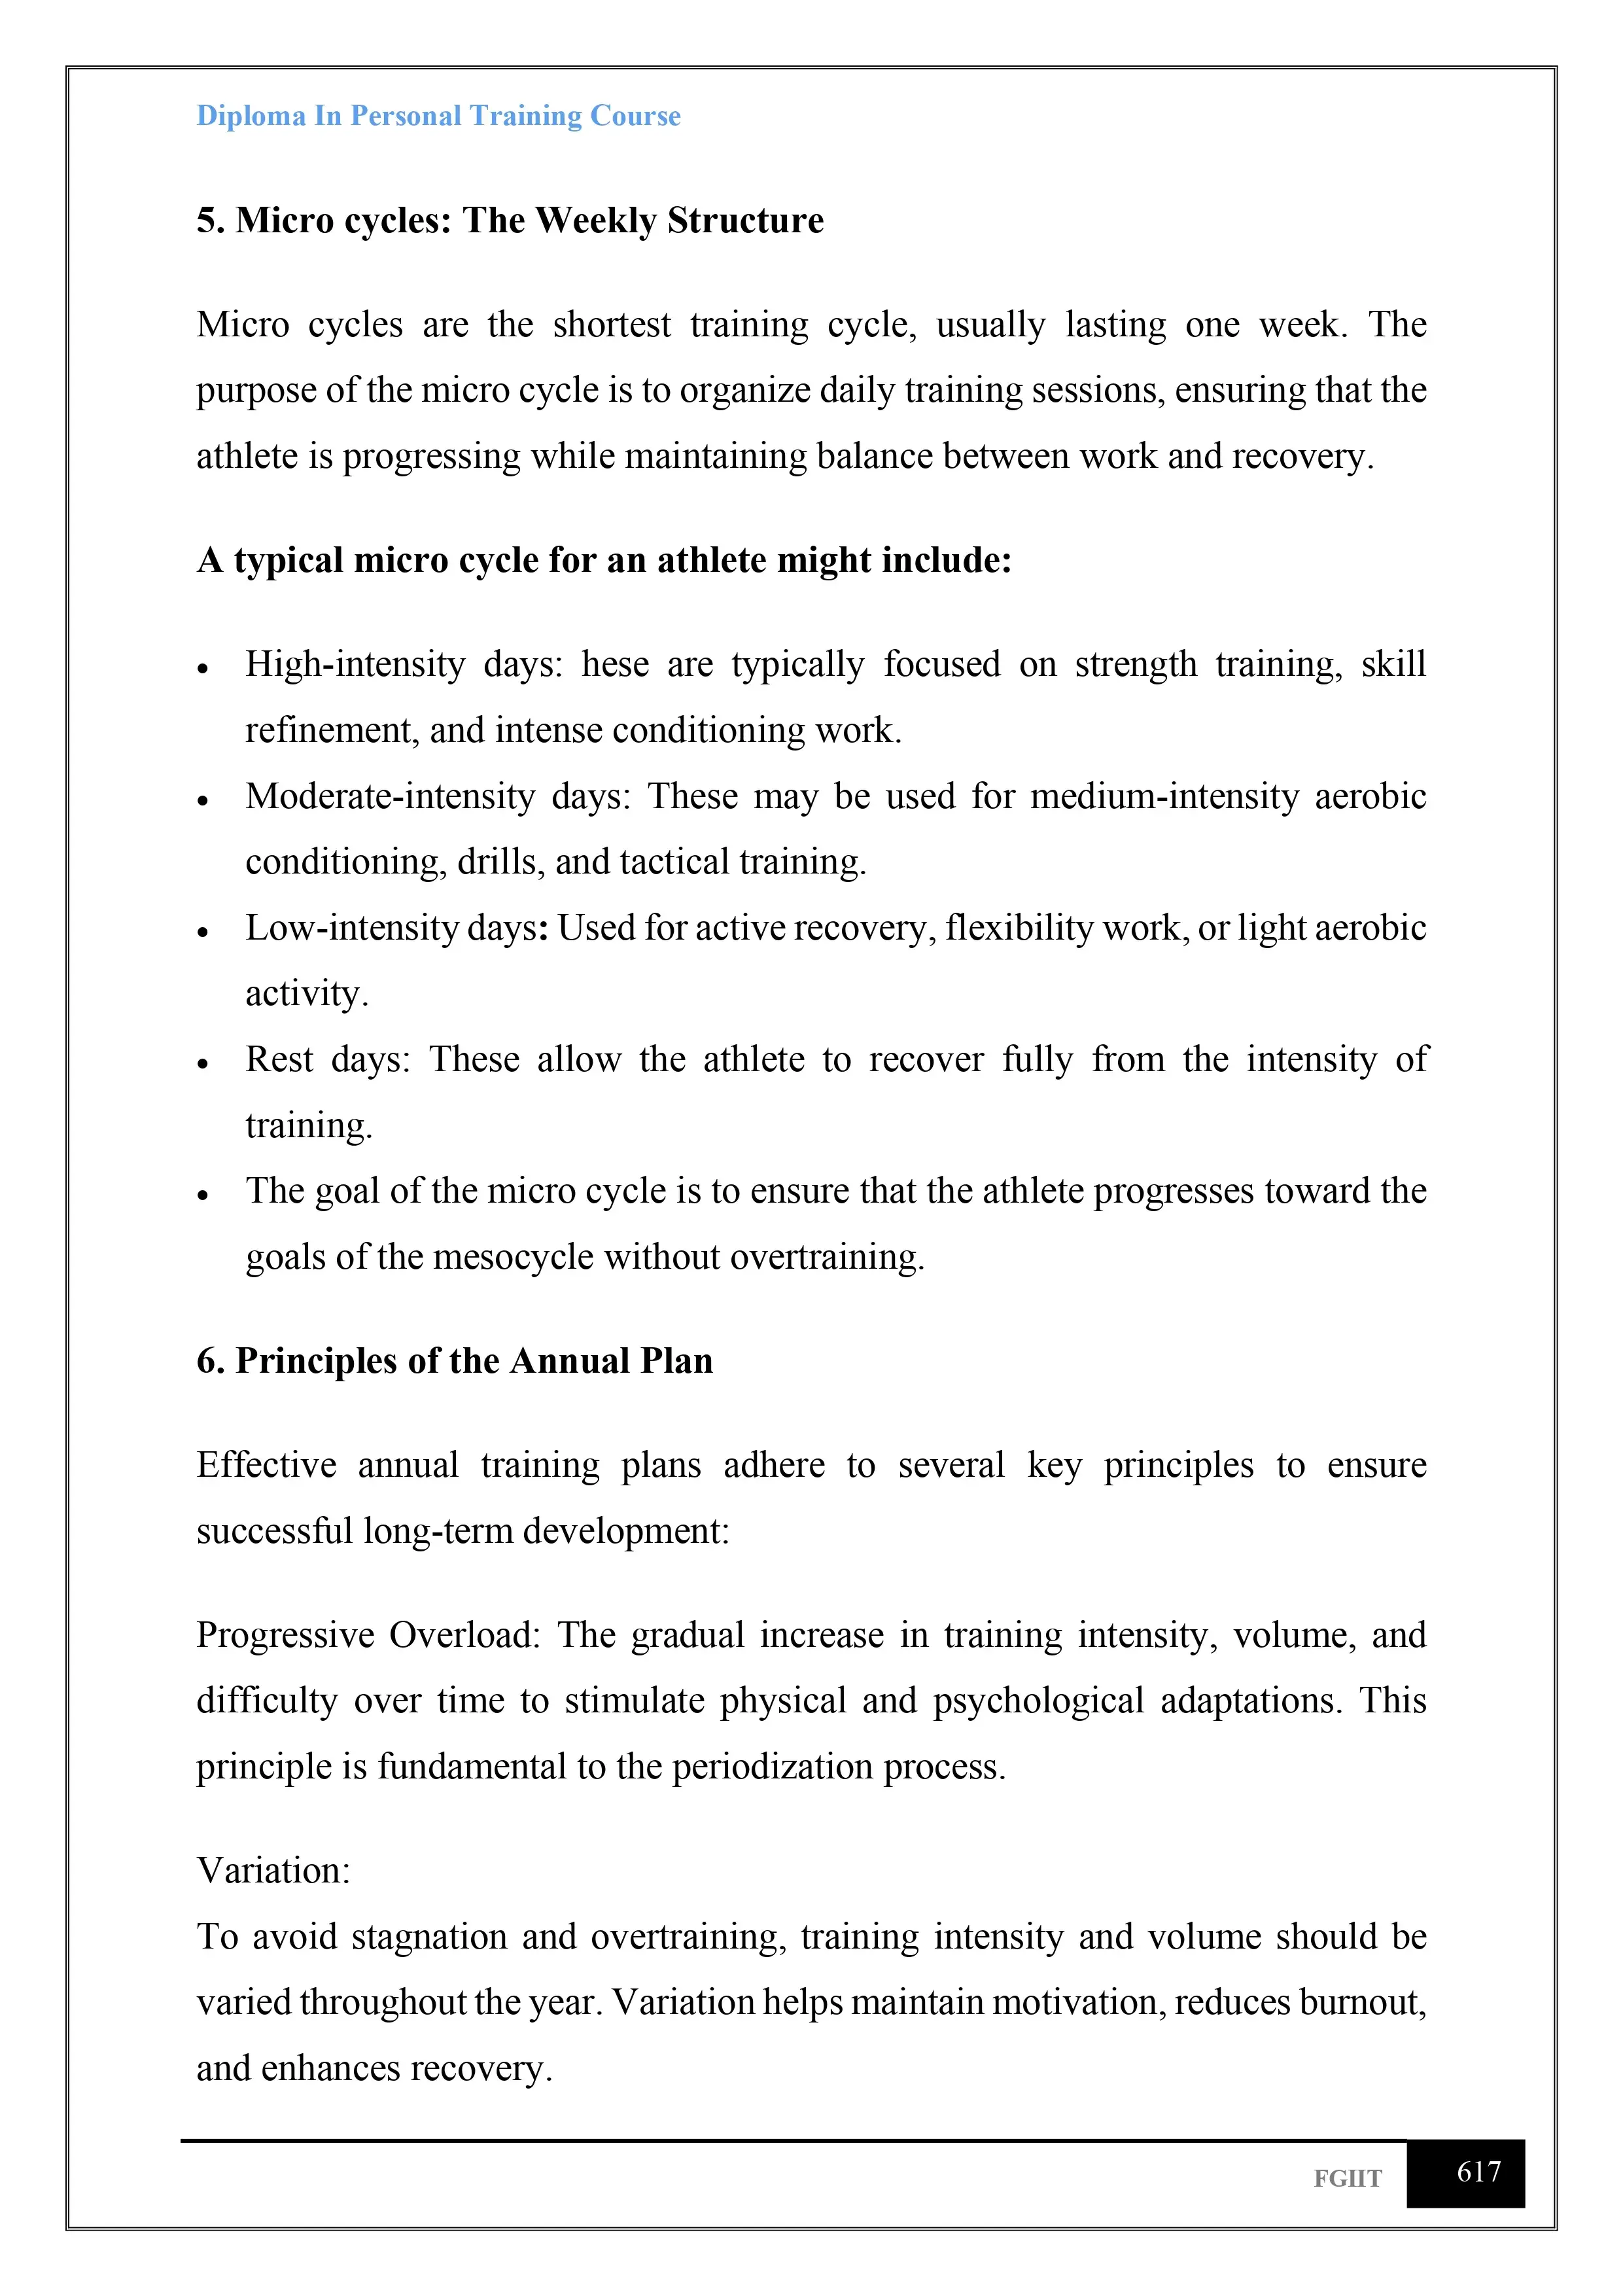 Diploma In Personal Training Course
5. Micro cycles: The Weekly Structure
Micro cycles are the shortest training cycle, usually lasting one week. The
purpose of the micro cycle is to organize daily training sessions, ensuring that the
athlete is progressing while maintaining balance between work and recovery.
A typical micro cycle for an athlete might include:
• High-intensity days: hese are typically focused on strength training, skill
refinement, and intense conditioning work.
• Moderate-intensity days: These may be used for medium-intensity aerobic
conditioning, drills, and tactical training.
• Low-intensity days: Used for active recovery, flexibility work, or light aerobic
activity.
• Rest days: These allow the athlete to recover fully from the intensity of
training.
• The goal of the micro cycle is to ensure that the athlete progresses toward the
goals of the mesocycle without overtraining.
6. Principles of the Annual Plan
Effective annual training plans adhere to several key principles to ensure
successful long-term development:
Progressive Overload: The gradual increase in training intensity, volume, and
difficulty over time to stimulate physical and psychological adaptations. This
principle is fundamental to the periodization process.
Variation:
To avoid stagnation and overtraining, training intensity and volume should be
varied throughout the year. Variation helps maintain motivation, reduces burnout,
and enhances recovery.
FGIIT 617